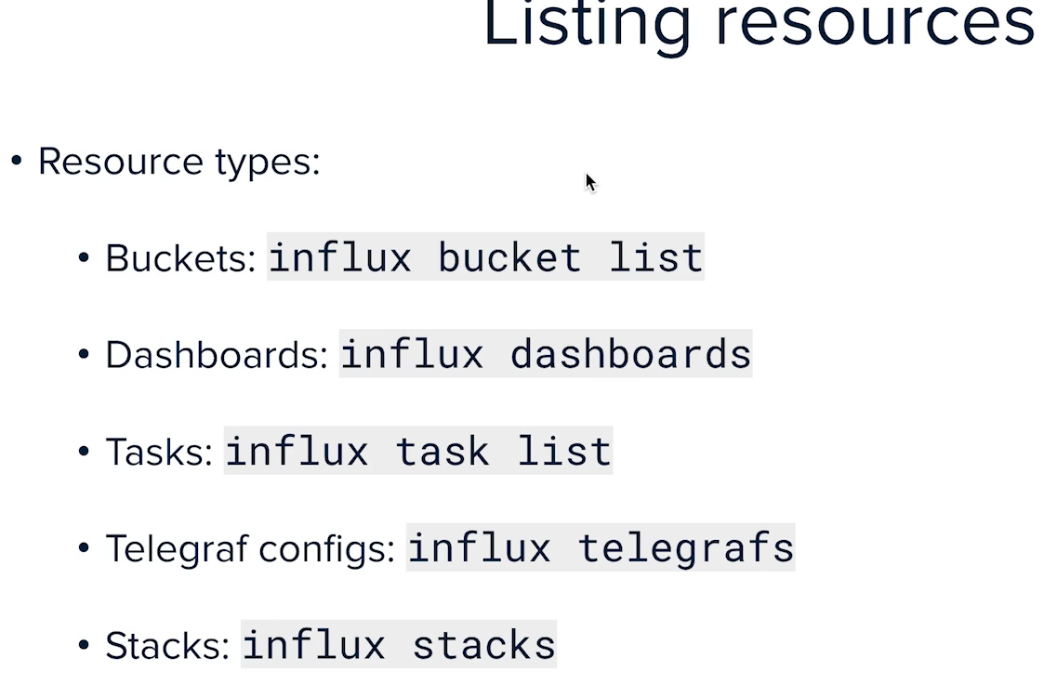 Listing resources
• Resource types:
• Buckets: influx bucket list
• Dashboards: influx dashboards
• Tasks: influx task list
• Telegraf configs: influx telegrafs
• Stacks: influx stacks